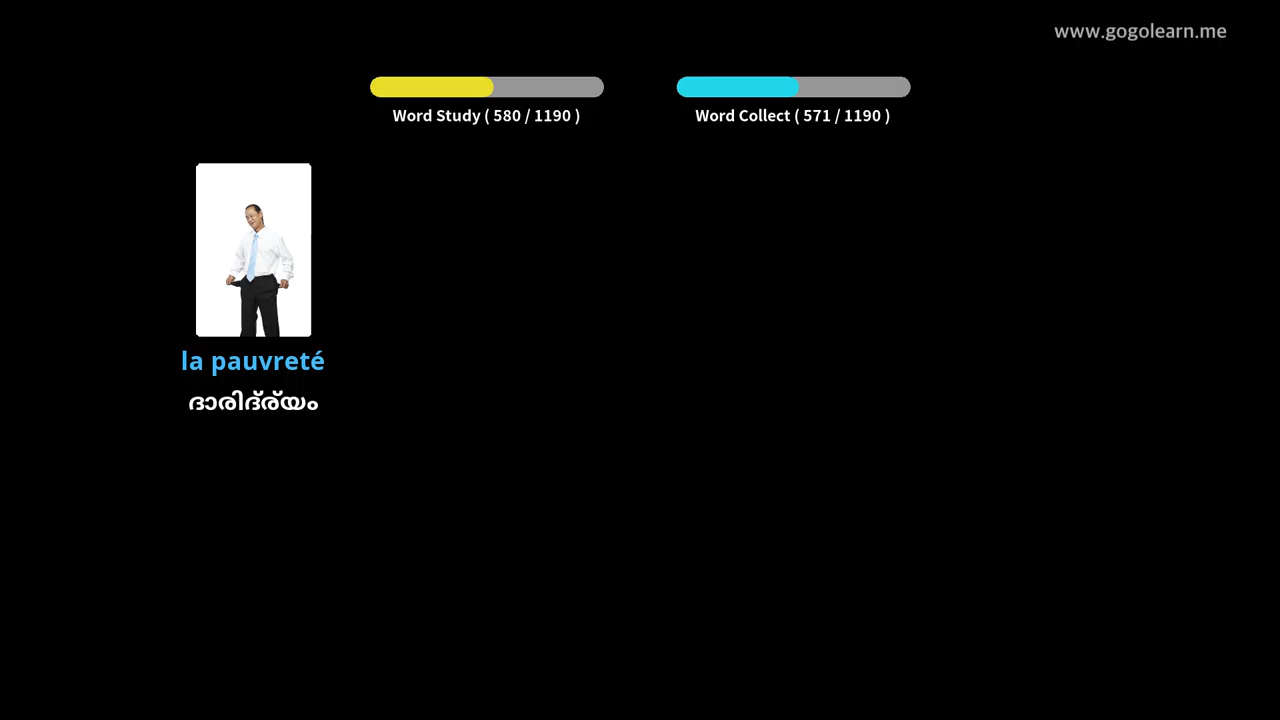 www.gogolearn.me
Word Study ( 580 / 1190 )
Word Collect ( 571 / 1190 )
la pauvreté
ദാരിദ്ര്യം